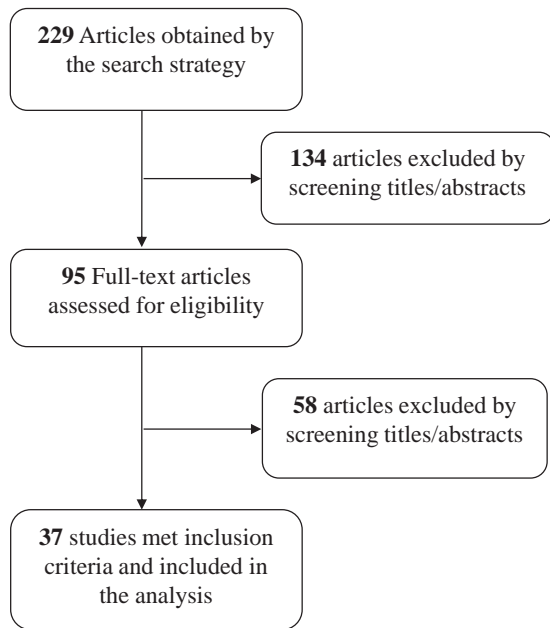 229 Articles obtained by
the search strategy
134 articles excluded by
screening titles/abstracts
95 Full-text articles
assessed for eligibility
58 articles excluded by
screening titles/abstracts
37 studies met inclusion
criteria and included in
the analysis